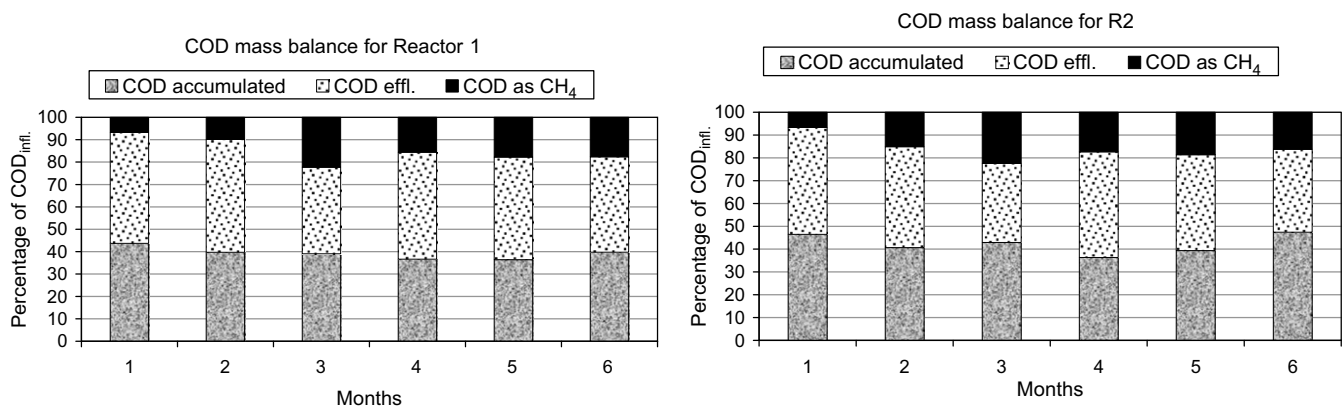 COD mass balance for Reactor 1
COD accumulated COD effl. COD as CH₄
Percentage of COD_infl.
100
90
80
70
60
50
40
30
20
10
0
1 2 3 4 5 6
Months
COD mass balance for R2
COD accumulated COD effl. COD as CH₄
Percentage of COD_infl.
100
90
80
70
60
50
40
30
20
10
0
1 2 3 4 5 6
Months